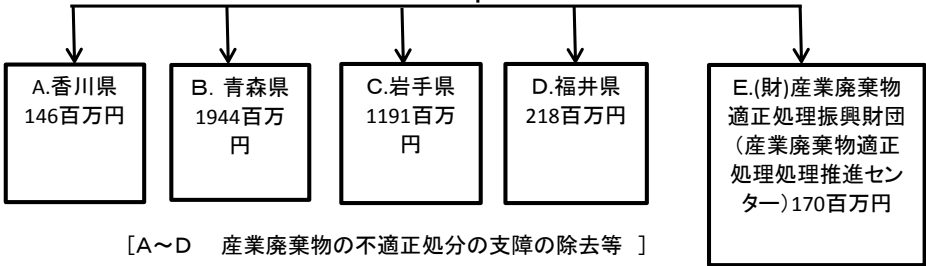 A.香川県
146百万円
B. 青森県
1944百万
円
C.岩手県
1191百万
円
D.福井県
218百万円
E.(財)産業廃棄物
適正処理振興財団
(産業廃棄物適正
処理処理推進セン
ター)170百万円
[A～D 産業廃棄物の不適正処分の支障の除去等 ]